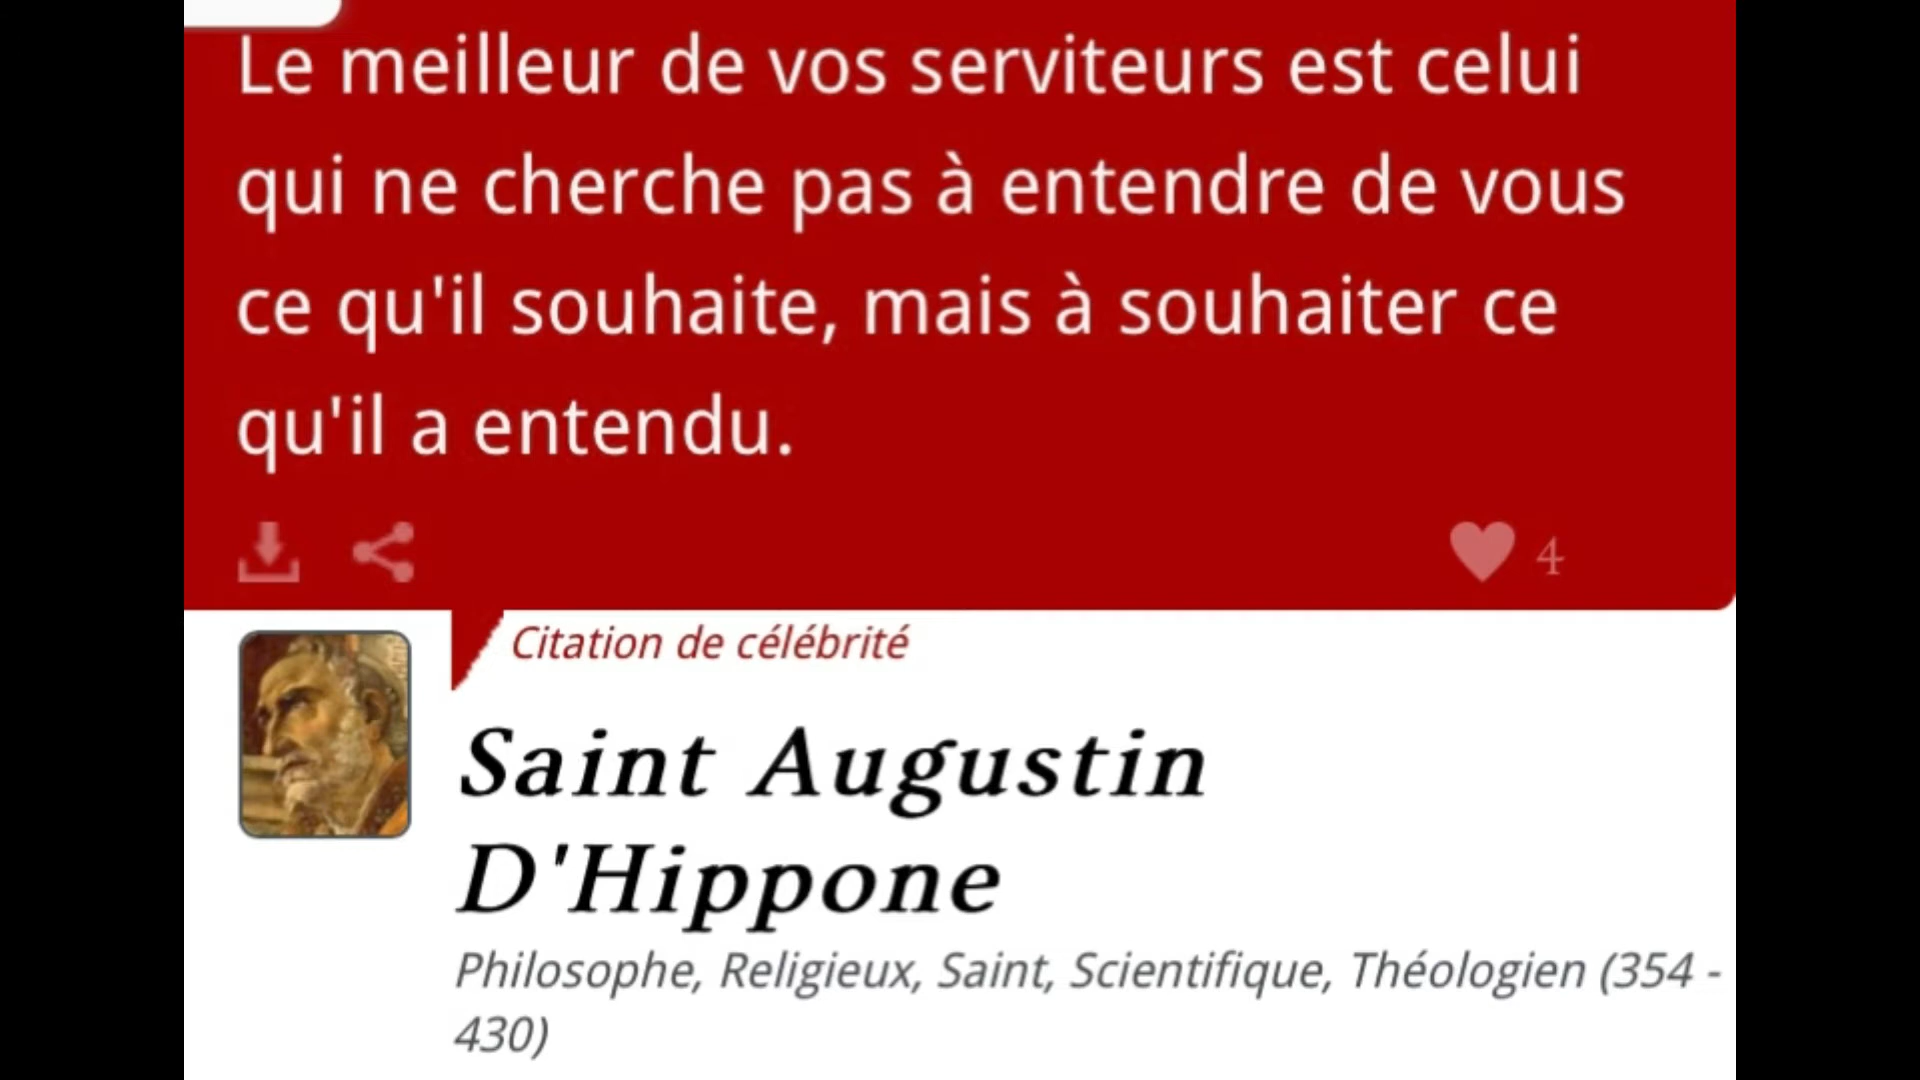 Le meilleur de vos serviteurs est celui
qui ne cherche pas à entendre de vous
ce qu'il souhaite, mais à souhaiter ce
qu'il a entendu.
4
Citation de célébrité
Saint Augustin
D'Hippone
Philosophe, Religieux, Saint, Scientifique, Théologien (354 -
430)